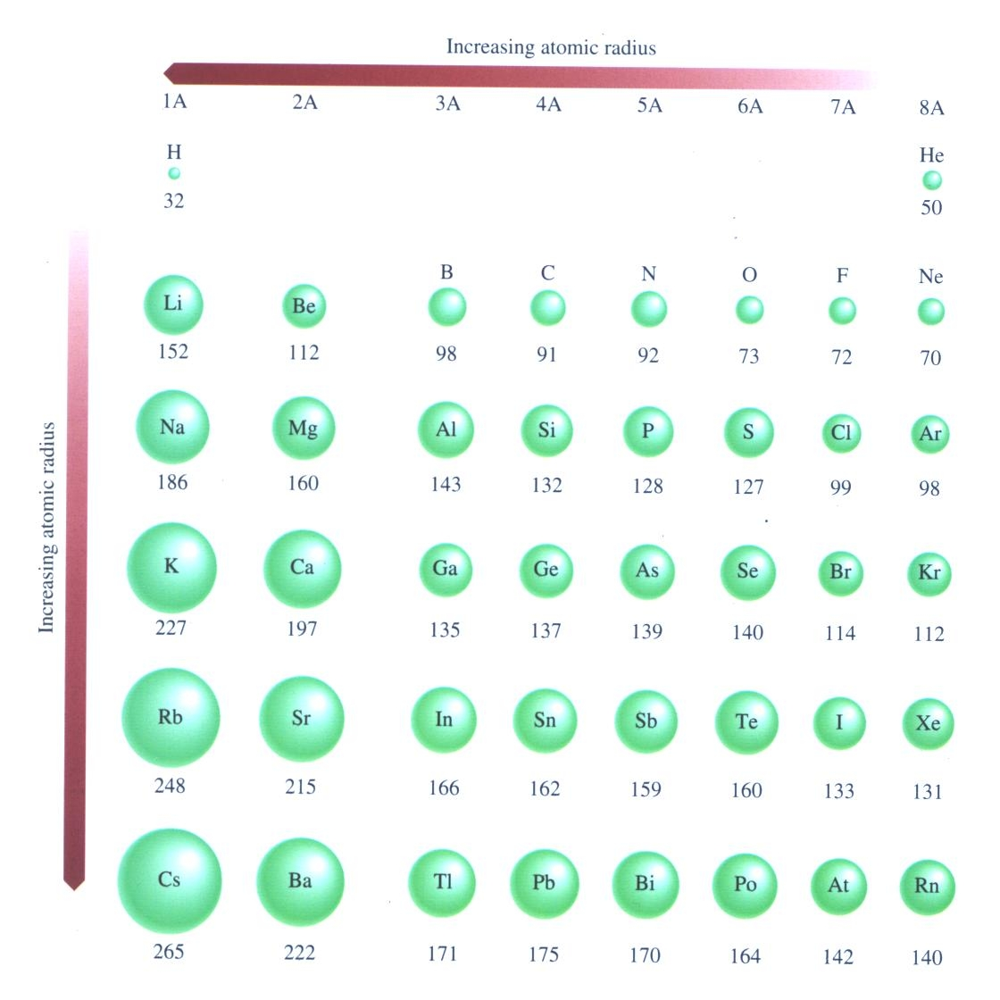 Increasing atomic radius
1A 2A 3A 4A 5A 6A 7A 8A
H He
32 50
Increasing atomic radius
B C N O F Ne
Li Be
152 112 98 91 92 73 72 70
Na Mg Al Si P S Cl Ar
186 160 143 132 128 127 99 98
K Ca Ga Ge As Se Br Kr
227 197 135 137 139 140 114 112
Rb Sr In Sn Sb Te I Xe
248 215 166 162 159 160 133 131
Cs Ba Tl Pb Bi Po At Rn
265 222 171 175 170 164 142 140